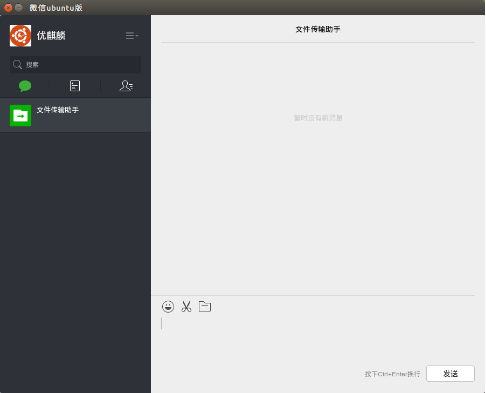 微信ubuntu版
优麒麟
搜索
文件传输助手
文件传输助手
暂时没有新消息
按下Ctrl+Enter换行
发送